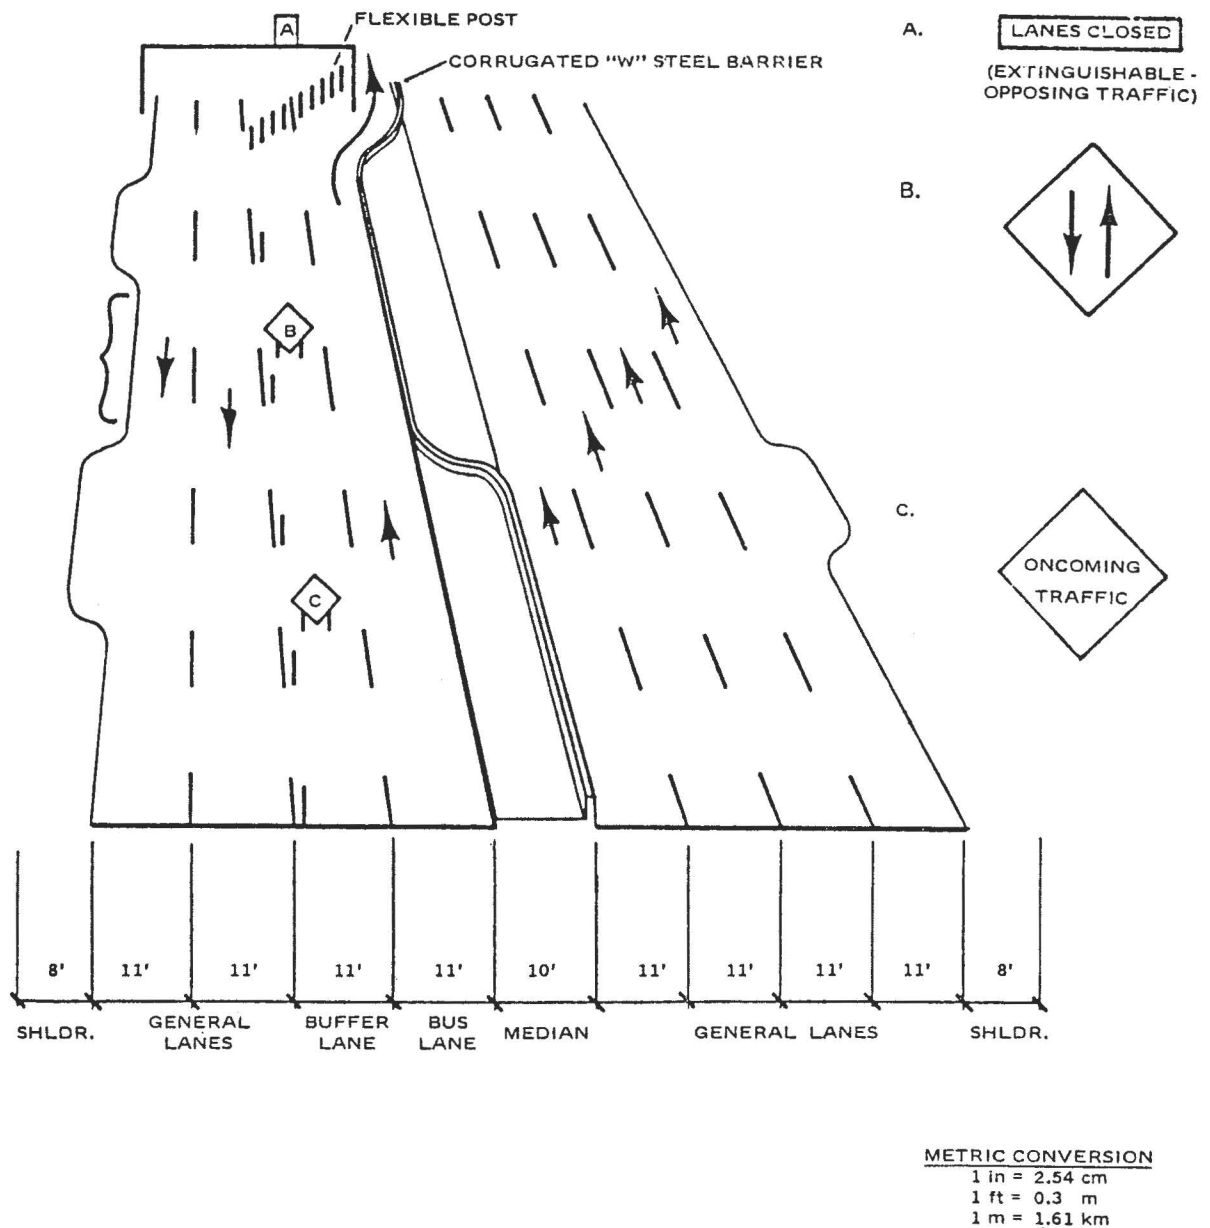 A
FLEXIBLE POST
CORRUGATED "W" STEEL BARRIER
A.
LANES CLOSED
(EXTINGUISHABLE -
OPPOSING TRAFFIC)
B.
B
C.
ONCOMING
TRAFFIC
C
8' 11' 11' 11' 11' 10' 11' 11' 11' 11' 8'
SHLDR.
GENERAL
LANES
BUFFER
LANE
BUS
LANE
MEDIAN
GENERAL LANES
SHLDR.
METRIC CONVERSION
1 in = 2.54 cm
1 ft = 0.3 m
1 m = 1.61 km